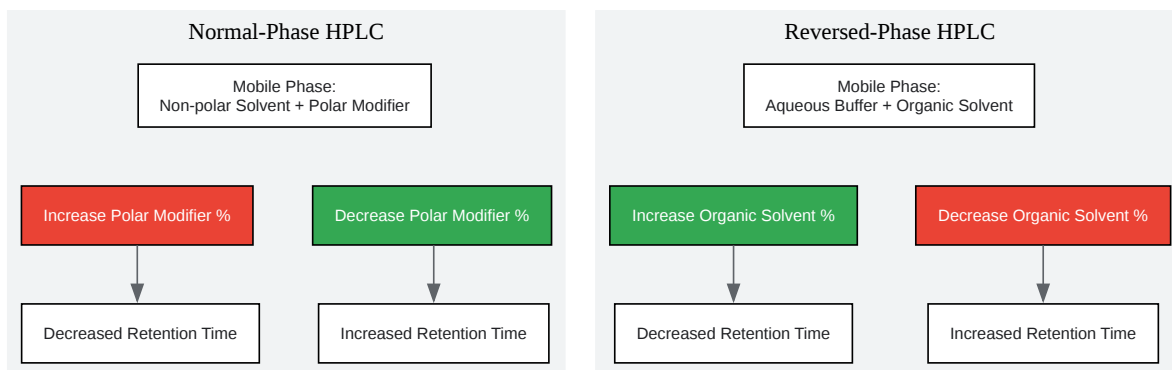 Normal-Phase HPLC
Mobile Phase:
Non-polar Solvent + Polar Modifier
Increase Polar Modifier %
Decrease Polar Modifier %
Decreased Retention Time
Increased Retention Time
Reversed-Phase HPLC
Mobile Phase:
Aqueous Buffer + Organic Solvent
Increase Organic Solvent %
Decrease Organic Solvent %
Decreased Retention Time
Increased Retention Time